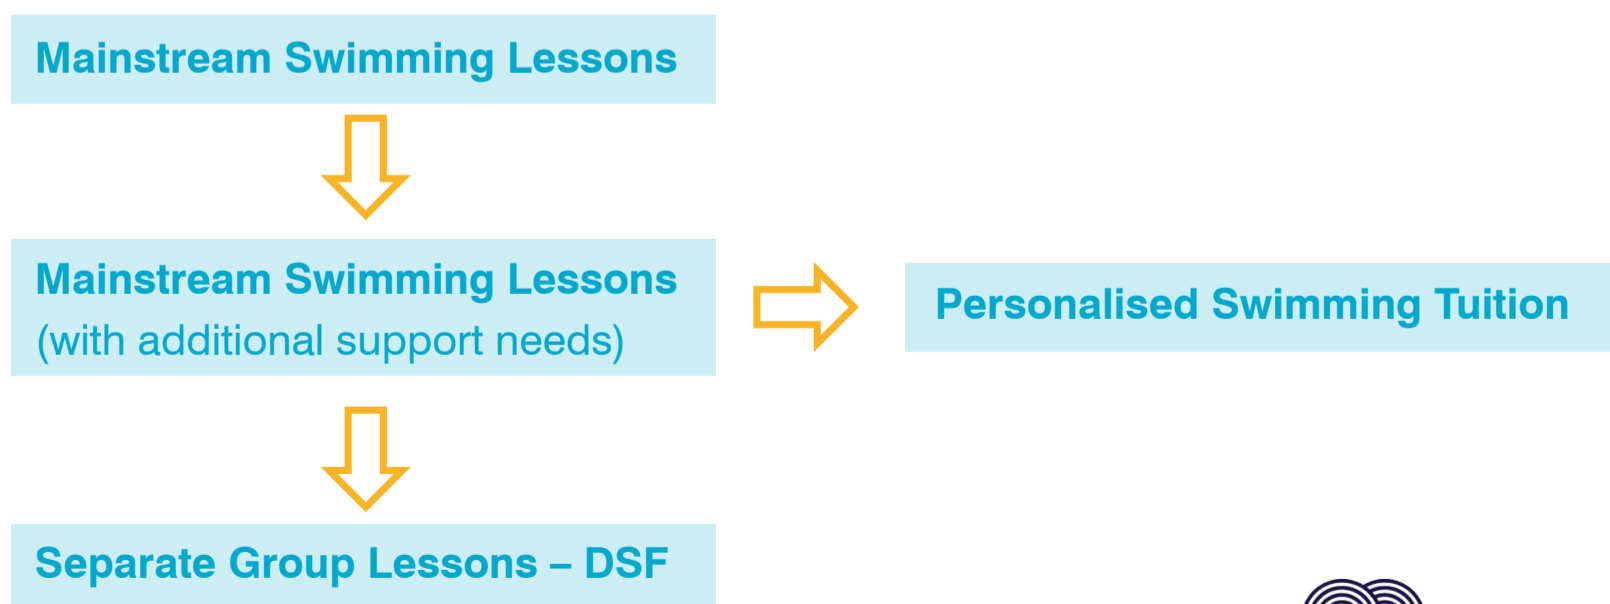 Mainstream Swimming Lessons
Mainstream Swimming Lessons
(with additional support needs)
Personalised Swimming Tuition
Separate Group Lessons – DSF